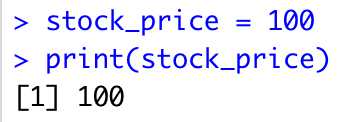 > stock_price = 100
> print(stock_price)
[1] 100